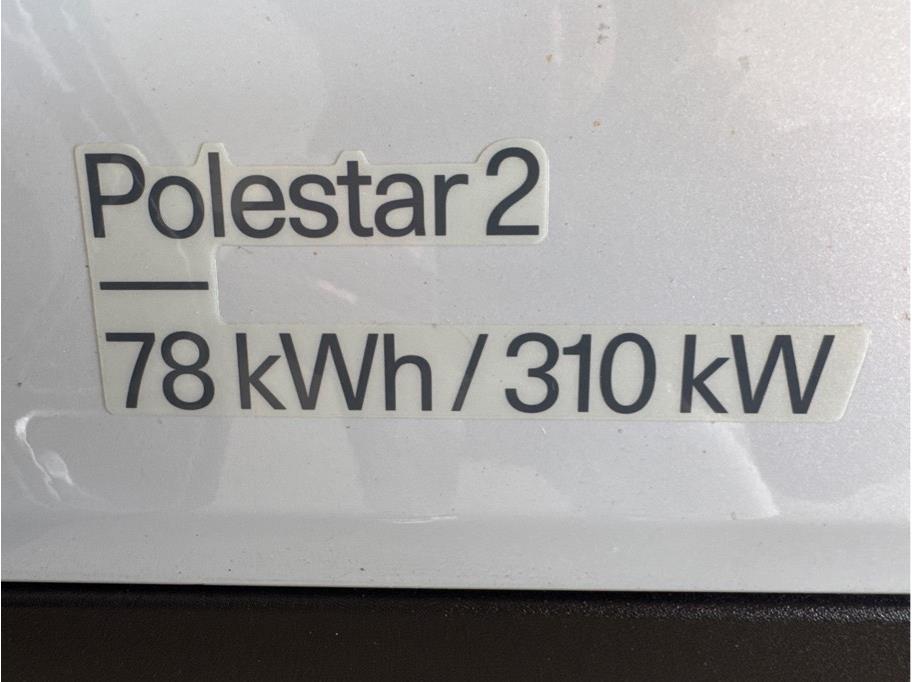 Polestar 2
—
78 kWh / 310 kW